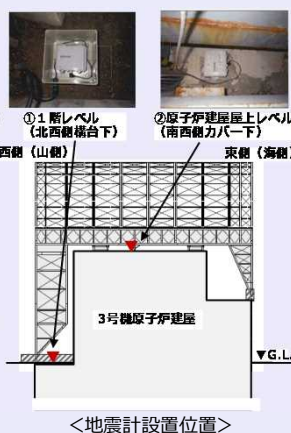 ①1階レベル
（北西側構台下）
②原子炉建屋屋上レベル
（南西側カバー下）
西側（山側）
東側（海側）
3号機原子炉建屋
▼G.L.
＜地震計設置位置＞